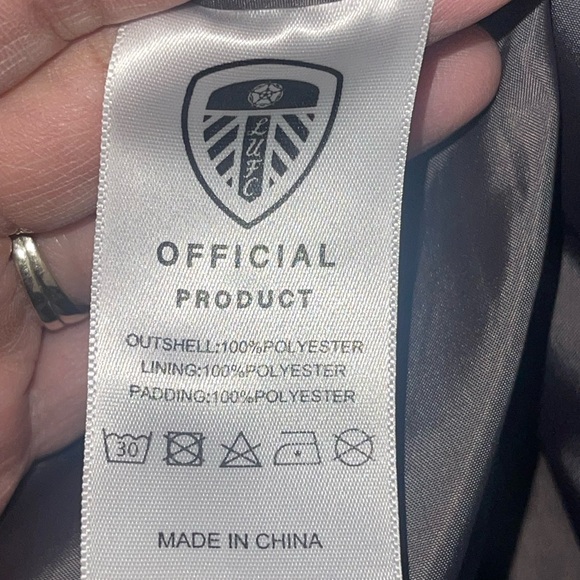 LUFC
OFFICIAL
PRODUCT
OUTSHELL:100%POLYESTER
LINING:100%POLYESTER
PADDING:100%POLYESTER
30
MADE IN CHINA